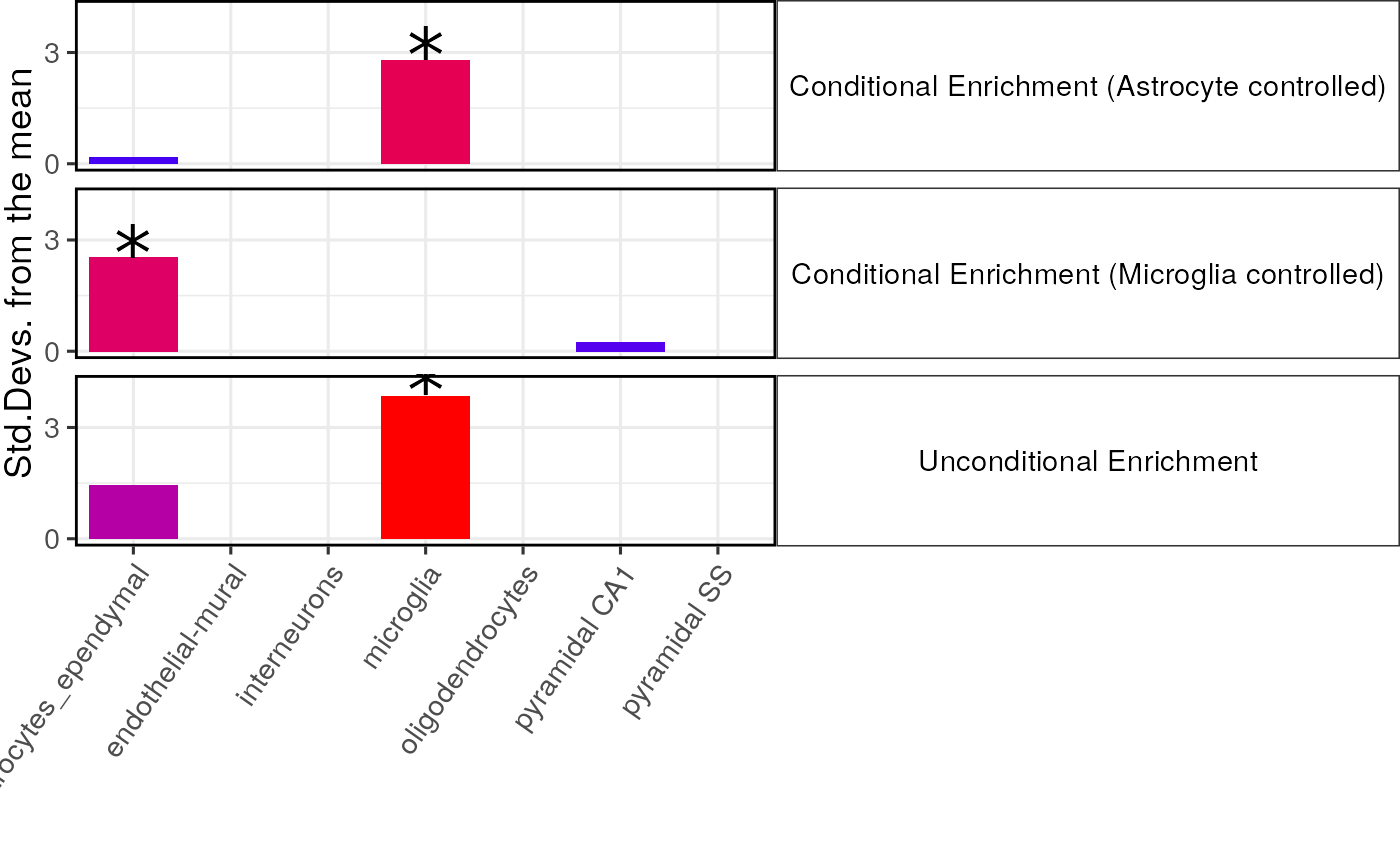 Std.Devs. from the mean
3
0
Conditional Enrichment (Astrocyte controlled)
3
0
Conditional Enrichment (Microglia controlled)
3
0
Unconditional Enrichment
ocytes_ependymal
endothelial-mural
interneurons
microglia
oligodendrocytes
pyramidal CA1
pyramidal SS